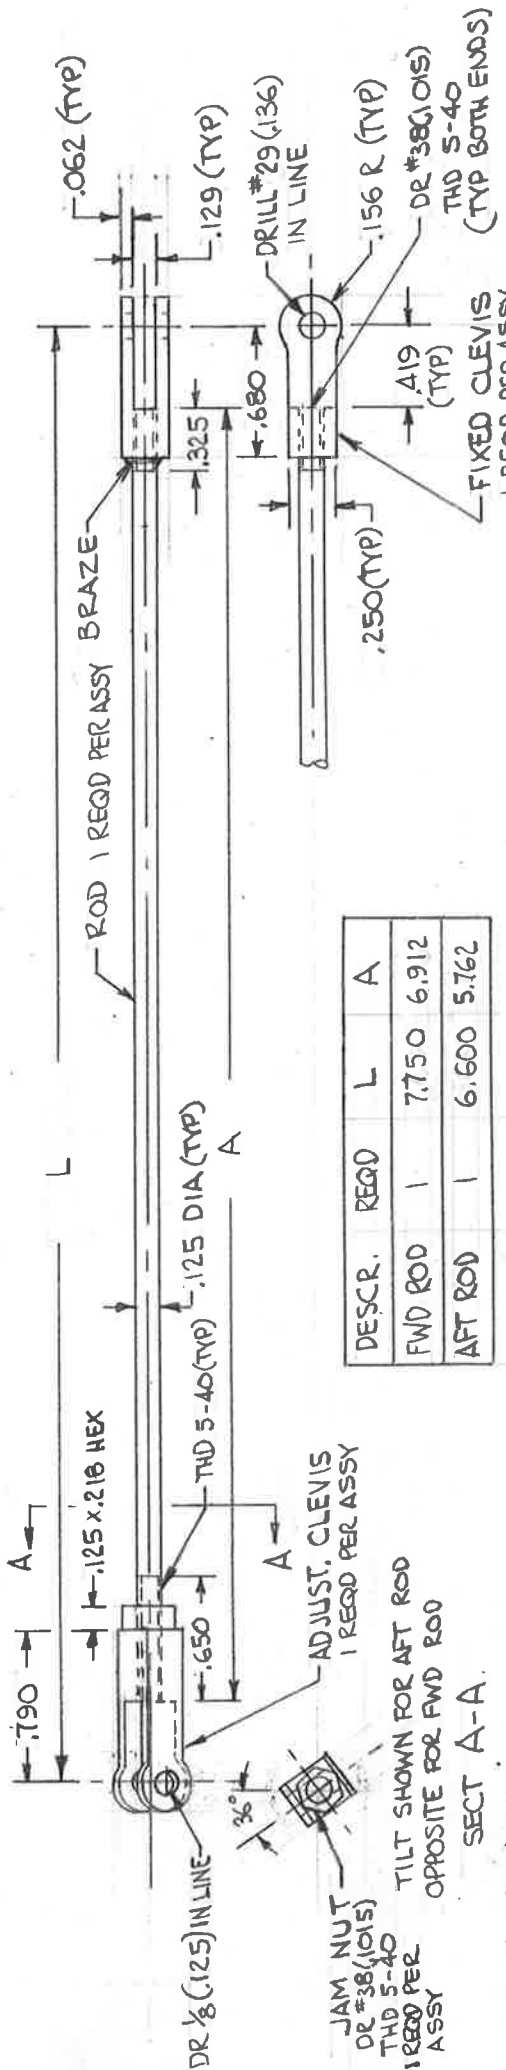 .062 (TYP)
.129 (TYP)
ROD 1 REQD PER ASSY
BRAZE
L
.325
.680
DRILL #29 (.136)
IN LINE
.156 R (TYP)
DR #38(.1015)
THD 5-40
(TYP BOTH ENDS)
.419
(TYP)
.250 (TYP)
FIXED CLEVIS
1 REQD PER ASSY
.790
A
.125 x .218 HEX
THD 5-40 (TYP)
.125 DIA (TYP)
A
.650
A
ADJUST. CLEVIS
1 REQD PER ASSY
DR 1/8 (.125) IN LINE
36°
JAM NUT
DR #38(.1015)
THD 5-40
1 REQD PER
ASSY
TILT SHOWN FOR AFT ROD
OPPOSITE FOR FWD ROD
SECT A-A.
DESCR. REQD L A
FWD ROD 1 7.750 6.912
AFT ROD 1 6.600 5.762